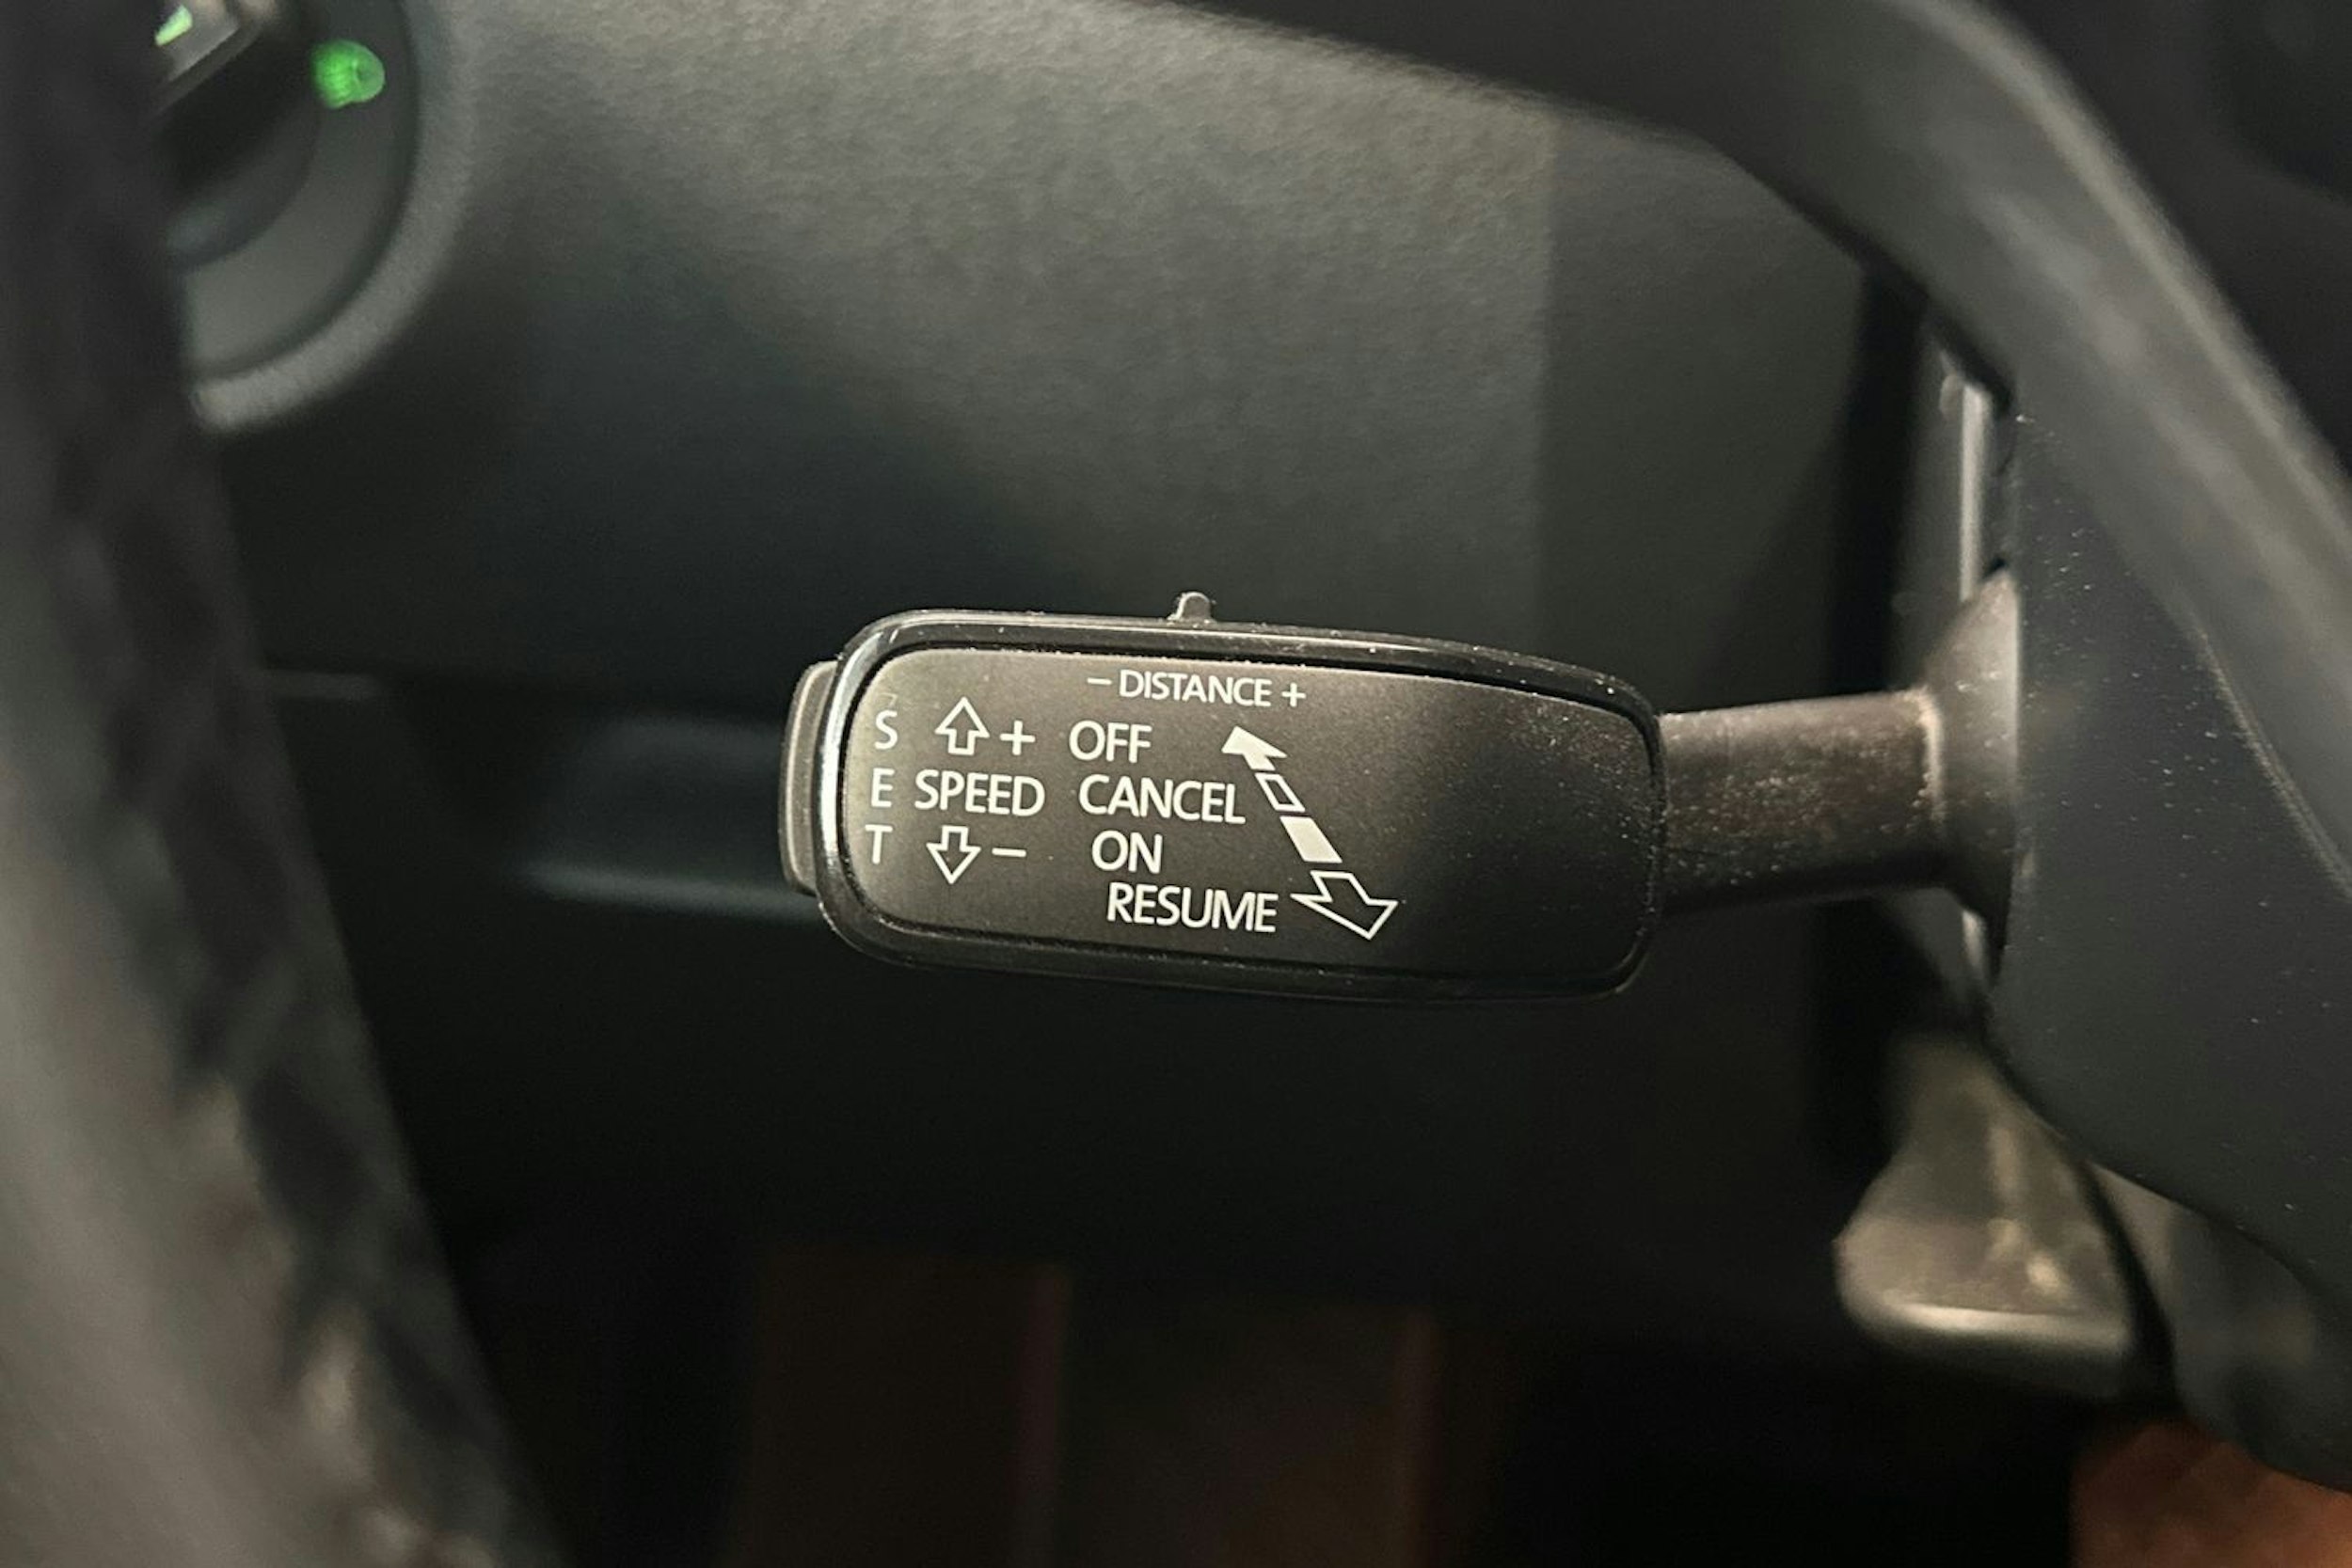 – DISTANCE +
S + OFF
E SPEED CANCEL
T – ON
RESUME